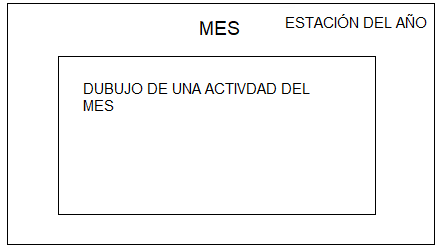 MES
ESTACIÓN DEL AÑO
DUBUJO DE UNA ACTIVDAD DEL
MES